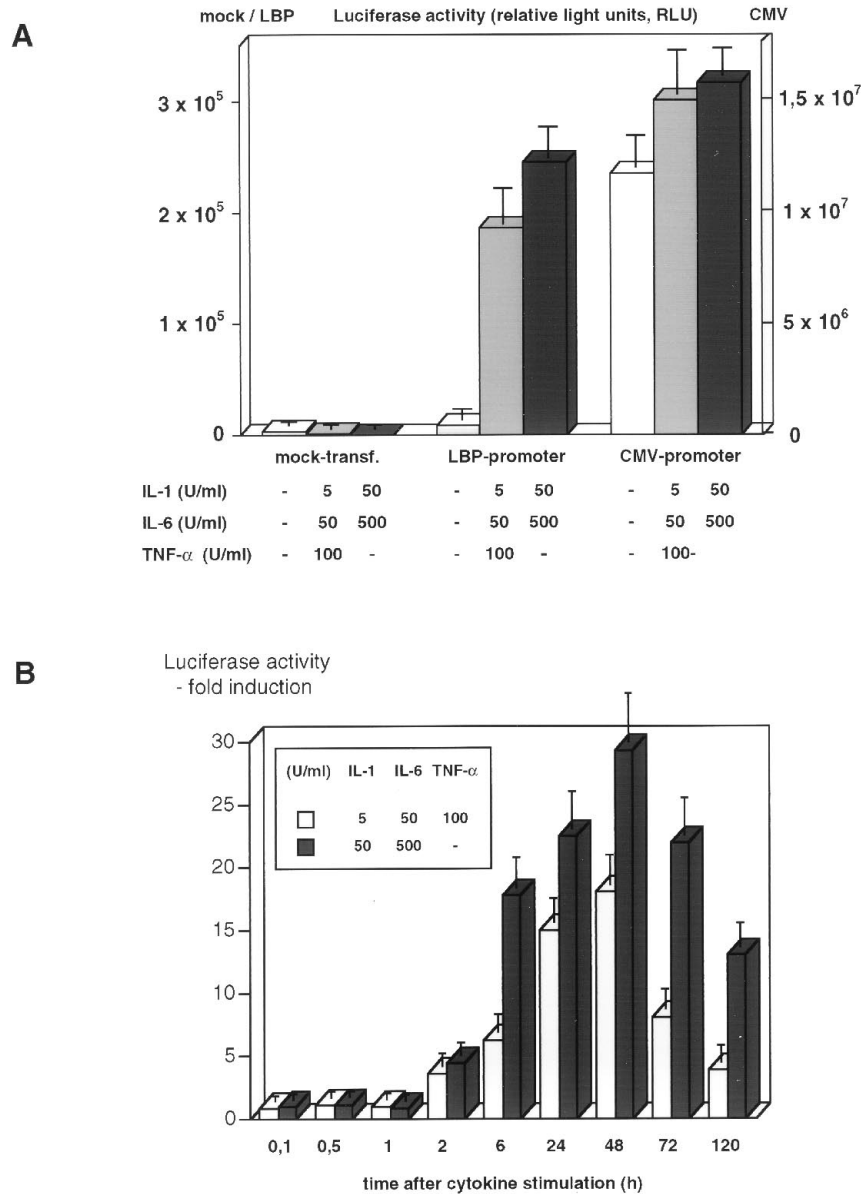 A
mock / LBP Luciferase activity (relative light units, RLU) CMV
3 x 10⁵ 1,5 x 10⁷
2 x 10⁵ 1 x 10⁷
1 x 10⁵ 5 x 10⁶
0 0
mock-transf. LBP-promoter CMV-promoter
IL-1 (U/ml) - 5 50 - 5 50 - 5 50
IL-6 (U/ml) - 50 500 - 50 500 - 50 500
TNF-α (U/ml) - 100 - - 100 - - 100-
B
Luciferase activity
- fold induction
30
(U/ml) IL-1 IL-6 TNF-α
5 50 100
50 500 -
25
20
15
10
5
0
0,1 0,5 1 2 6 24 48 72 120
time after cytokine stimulation (h)